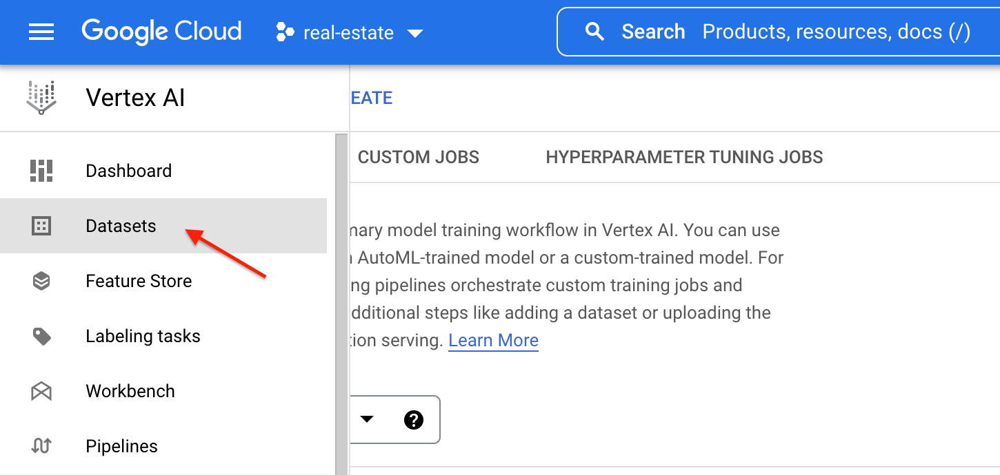 Google Cloud
real-estate
Search Products, resources, docs (/)
Vertex AI
EATE
Dashboard
Datasets
Feature Store
Labeling tasks
Workbench
Pipelines
CUSTOM JOBS
HYPERPARAMETER TUNING JOBS
mary model training workflow in Vertex AI. You can use
AutoML-trained model or a custom-trained model. For
ng pipelines orchestrate custom training jobs and
dditional steps like adding a dataset or uploading the
tion serving. Learn More